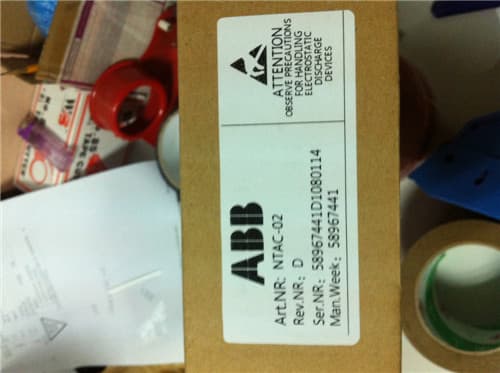 ATTENTION
OBSERVE PRECAUTIONS
FOR HANDLING
ELECTROSTATIC
DISCHARGE
DEVICES
ABB
Art.NR: NTAC-02
Rev.NR: D
Ser.NR: 58967441D1080114
Man.Week: 58967441
TAPE